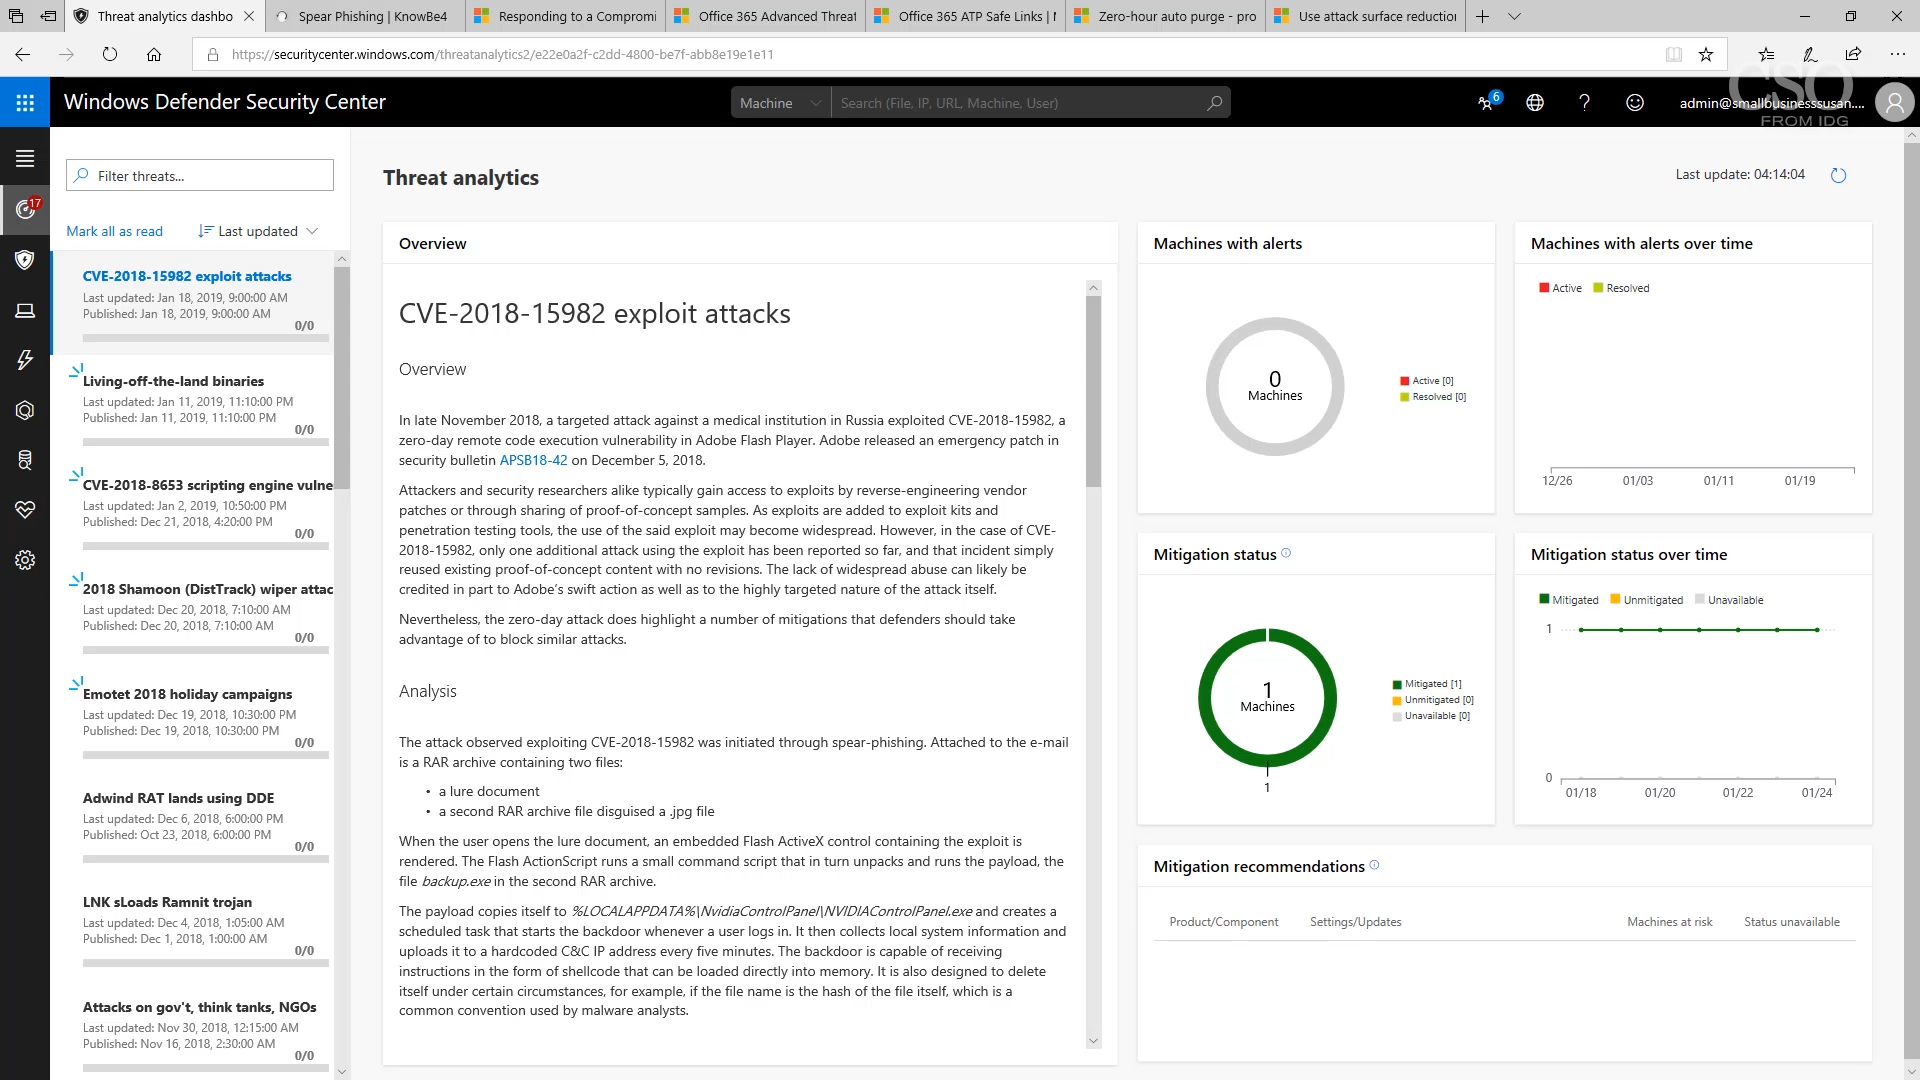 Threat analytics dashbo
Spear Phishing | KnowBe4
Responding to a Compromi
Office 365 Advanced Threat
Office 365 ATP Safe Links | 
Zero-hour auto purge - pro
Use attack surface reduction
https://securitycenter.windows.com/threatanalytics2/e22e0a2f-c2dd-4800-be7f-abb8e19e1e11
Windows Defender Security Center
Machine
Search (File, IP, URL, Machine, User)
6
admin@smallbusinesssusan....
CSO
FROM IDG
17
Filter threats...
Mark all as read
Last updated
CVE-2018-15982 exploit attacks
Last updated: Jan 18, 2019, 9:00:00 AM
Published: Jan 18, 2019, 9:00:00 AM
0/0
Living-off-the-land binaries
Last updated: Jan 11, 2019, 11:10:00 PM
Published: Jan 11, 2019, 11:10:00 PM
0/0
CVE-2018-8653 scripting engine vulne
Last updated: Jan 2, 2019, 10:50:00 PM
Published: Dec 21, 2018, 4:20:00 PM
0/0
2018 Shamoon (DistTrack) wiper attac
Last updated: Dec 20, 2018, 7:10:00 AM
Published: Dec 20, 2018, 7:10:00 AM
0/0
Emotet 2018 holiday campaigns
Last updated: Dec 19, 2018, 10:30:00 PM
Published: Dec 19, 2018, 10:30:00 PM
0/0
Adwind RAT lands using DDE
Last updated: Dec 6, 2018, 6:00:00 PM
Published: Oct 23, 2018, 6:00:00 PM
0/0
LNK sLoads Ramnit trojan
Last updated: Dec 4, 2018, 1:05:00 AM
Published: Dec 1, 2018, 1:00:00 AM
0/0
Attacks on gov't, think tanks, NGOs
Last updated: Nov 30, 2018, 12:15:00 AM
Published: Nov 16, 2018, 2:30:00 AM
0/0
Threat analytics
Last update: 04:14:04
Overview
CVE-2018-15982 exploit attacks
Overview
In late November 2018, a targeted attack against a medical institution in Russia exploited CVE-2018-15982, a
zero-day remote code execution vulnerability in Adobe Flash Player. Adobe released an emergency patch in
security bulletin APSB18-42 on December 5, 2018.
Attackers and security researchers alike typically gain access to exploits by reverse-engineering vendor
patches or through sharing of proof-of-concept samples. As exploits are added to exploit kits and
penetration testing tools, the use of the said exploit may become widespread. However, in the case of CVE-
2018-15982, only one additional attack using the exploit has been reported so far, and that incident simply
reused existing proof-of-concept content with no revisions. The lack of widespread abuse can likely be
credited in part to Adobe's swift action as well as to the highly targeted nature of the attack itself.
Nevertheless, the zero-day attack does highlight a number of mitigations that defenders should take
advantage of to block similar attacks.
Analysis
The attack observed exploiting CVE-2018-15982 was initiated through spear-phishing. Attached to the e-mail
is a RAR archive containing two files:
• a lure document
• a second RAR archive file disguised a .jpg file
When the user opens the lure document, an embedded Flash ActiveX control containing the exploit is
rendered. The Flash ActionScript runs a small command script that in turn unpacks and runs the payload, the
file backup.exe in the second RAR archive.
The payload copies itself to %LOCALAPPDATA%\NvidiaControlPanel\NVIDIAControlPanel.exe and creates a
scheduled task that starts the backdoor whenever a user logs in. It then collects local system information and
uploads it to a hardcoded C&C IP address every five minutes. The backdoor is capable of receiving
instructions in the form of shellcode that can be loaded directly into memory. It is also designed to delete
itself under certain circumstances, for example, if the file name is the hash of the file itself, which is a
common convention used by malware analysts.
Machines with alerts
0
Machines
Active [0]
Resolved [0]
Machines with alerts over time
Active
Resolved
12/26
01/03
01/11
01/19
Mitigation status
1
Machines
1
Mitigated [1]
Unmitigated [0]
Unavailable [0]
Mitigation status over time
Mitigated
Unmitigated
Unavailable
1
0
01/18
01/20
01/22
01/24
Mitigation recommendations
Product/Component
Settings/Updates
Machines at risk
Status unavailable